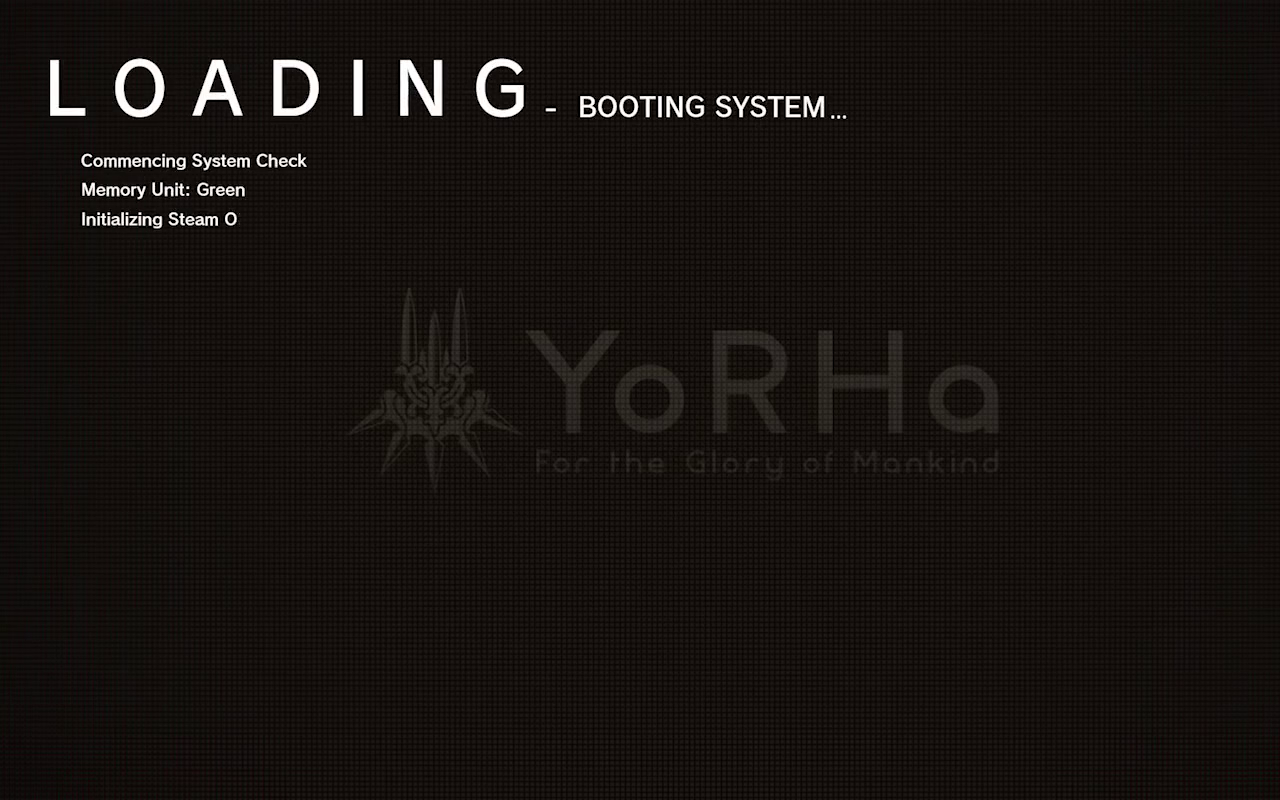 LOADING - BOOTING SYSTEM...
Commencing System Check
Memory Unit: Green
Initializing Steam O
YoRHa
For the Glory of Mankind